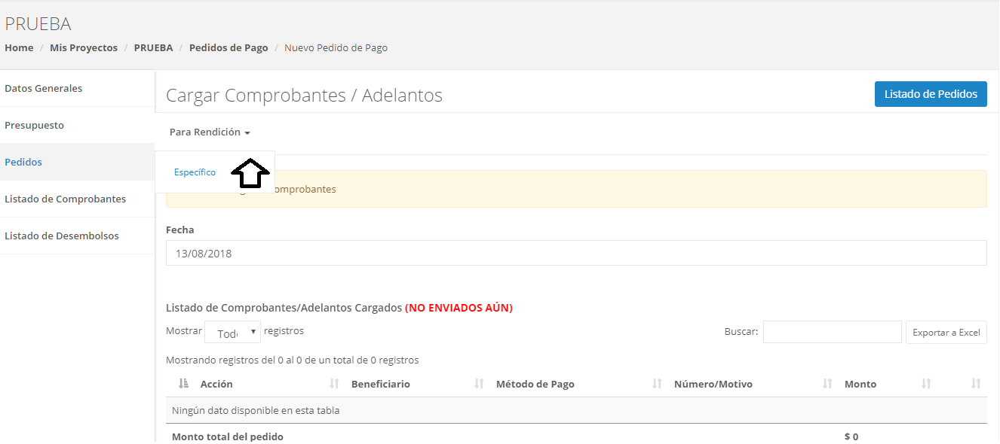 PRUEBA
Home / Mis Proyectos / PRUEBA / Pedidos de Pago / Nuevo Pedido de Pago
Datos Generales
Presupuesto
Pedidos
Listado de Comprobantes
Listado de Desembolsos
Cargar Comprobantes / Adelantos
Listado de Pedidos
Para Rendición
Específico
omprobantes
Fecha
13/08/2018
Listado de Comprobantes/Adelantos Cargados (NO ENVIADOS AÚN)
Mostrar Tod registros
Buscar:
Exportar a Excel
Mostrando registros del 0 al 0 de un total de 0 registros
Acción Beneficiario Método de Pago Número/Motivo Monto
Ningún dato disponible en esta tabla
Monto total del pedido $ 0